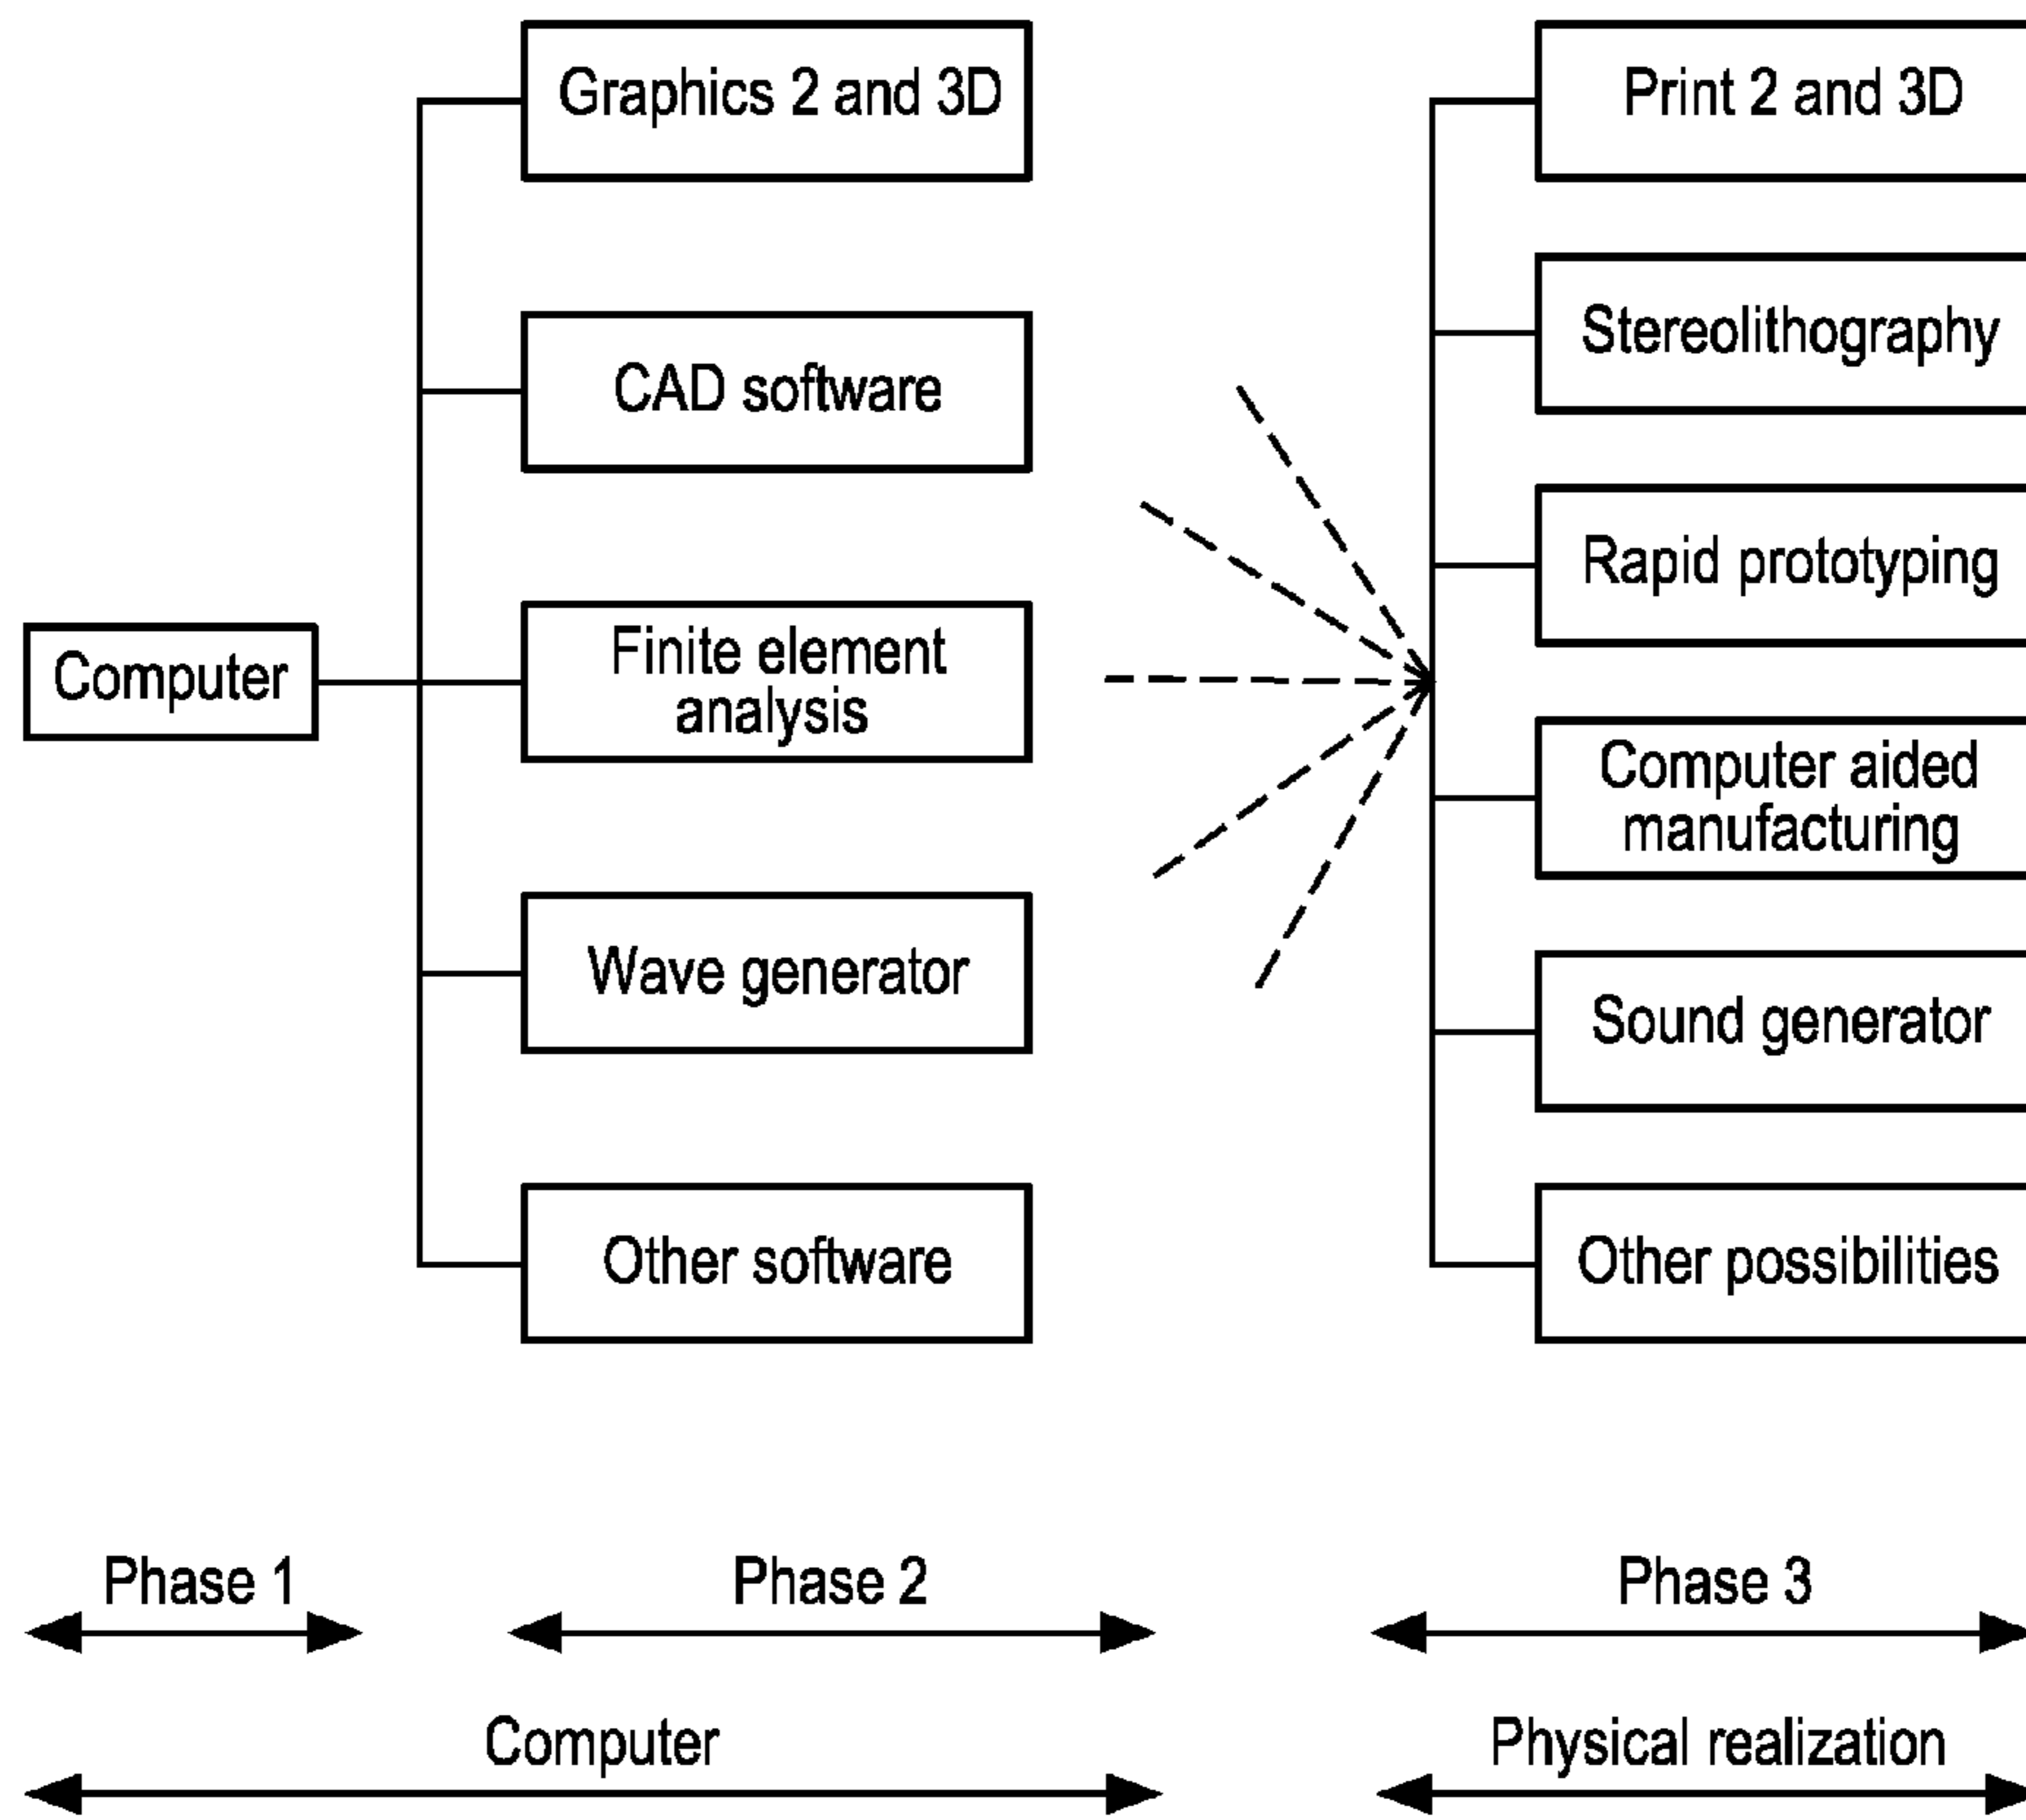 Graphics 2 and 3D
CAD software
Computer
Finite element
analysis
Wave generator
Other software
Print 2 and 3D
Stereolithography
Rapid prototyping
Computer aided
manufacturing
Sound generator
Other possibilities
Phase 1
Phase 2
Phase 3
Computer
Physical realization